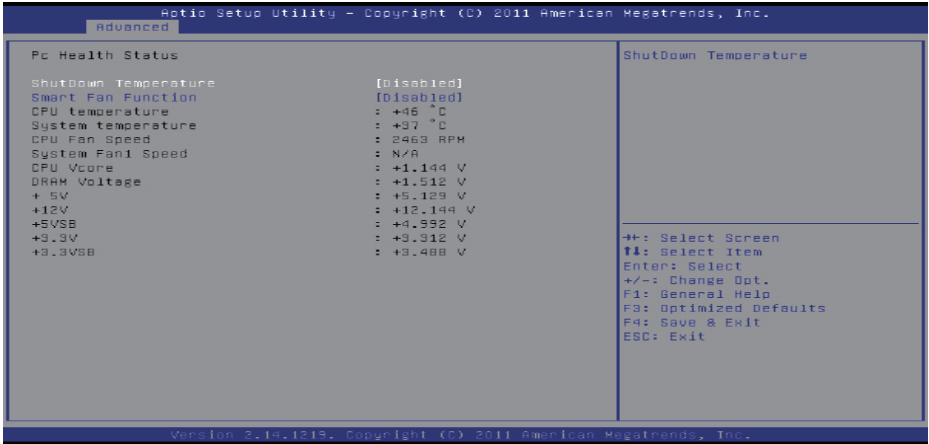 Aptio Setup Utility – Copyright (C) 2011 American Megatrends, Inc.
Advanced
Pc Health Status
ShutDown Temperature [Disabled]
Smart Fan Function [Disabled]
CPU temperature : +46 °C
System temperature : +37 °C
CPU Fan Speed : 2463 RPM
System Fan1 Speed : N/A
CPU Vcore : +1.144 V
DRAM Voltage : +1.512 V
+ 5V : +5.129 V
+12V : +12.144 V
+5VSB : +4.992 V
+3.3V : +3.312 V
+3.3VSB : +3.488 V
ShutDown Temperature
→←: Select Screen
↑↓: Select Item
Enter: Select
+/-: Change Opt.
F1: General Help
F3: Optimized Defaults
F4: Save & Exit
ESC: Exit
Version 2.14.1219. Copyright (C) 2011 American Megatrends, Inc.